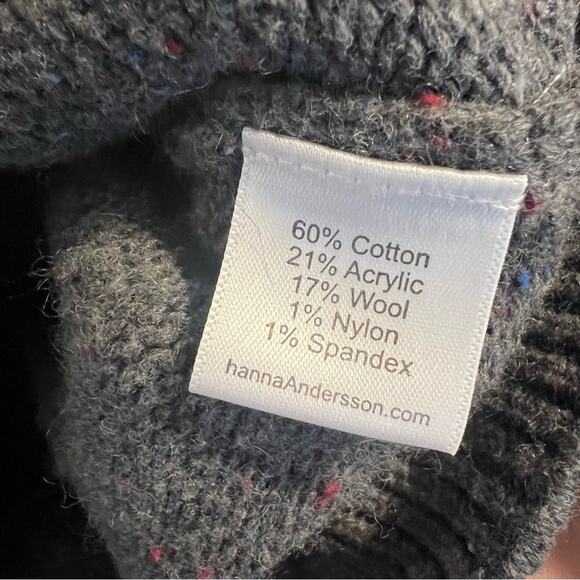 60% Cotton
21% Acrylic
17% Wool
1% Nylon
1% Spandex
hannaAndersson.com